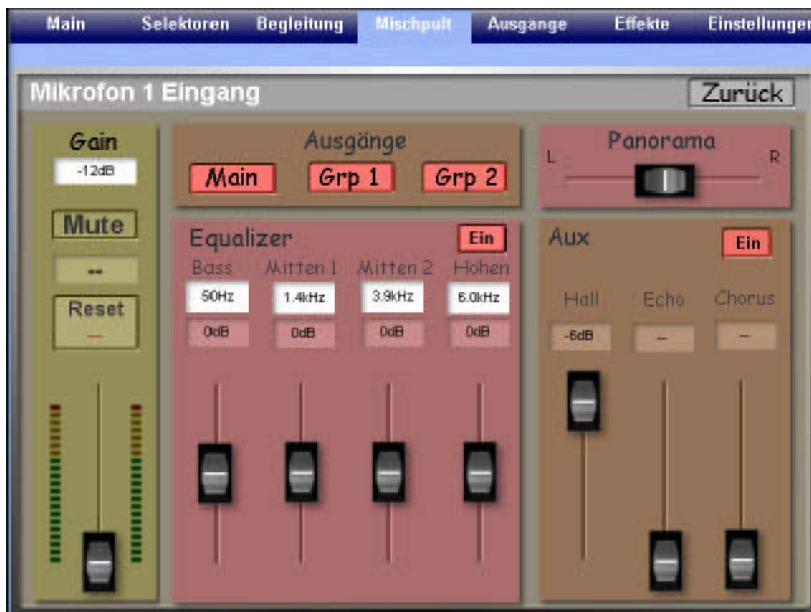 Main Selektoren Begleitung Mischpult Ausgänge Effekte Einstellungen
Mikrofon 1 Eingang Zurück
Gain
-12dB
Mute
--
Reset
--
Ausgänge
Main Grp 1 Grp 2
Panorama
L R
Equalizer Ein
Bass Mitten 1 Mitten 2 Höhen
50Hz 1.4kHz 3.9kHz 6.0kHz
0dB 0dB 0dB 0dB
Aux Ein
Hall Echo Chorus
-6dB -- --